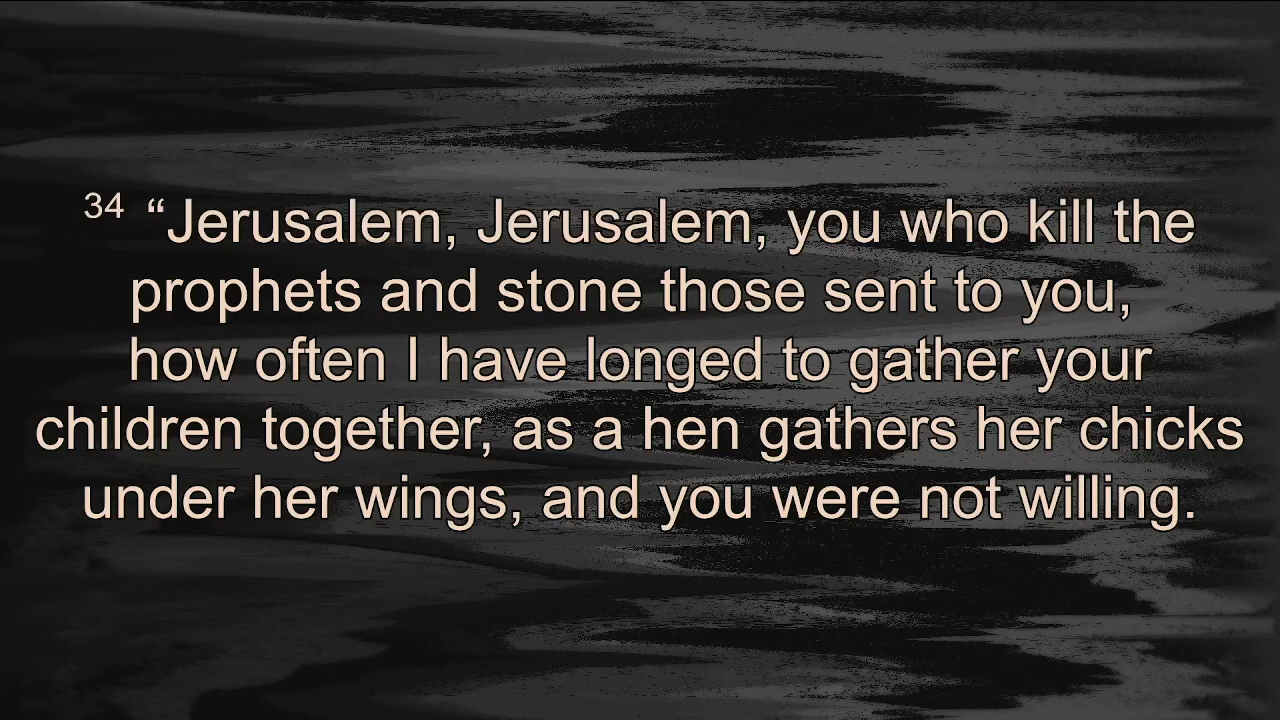 34 “Jerusalem, Jerusalem, you who kill the
prophets and stone those sent to you,
how often I have longed to gather your
children together, as a hen gathers her chicks
under her wings, and you were not willing.